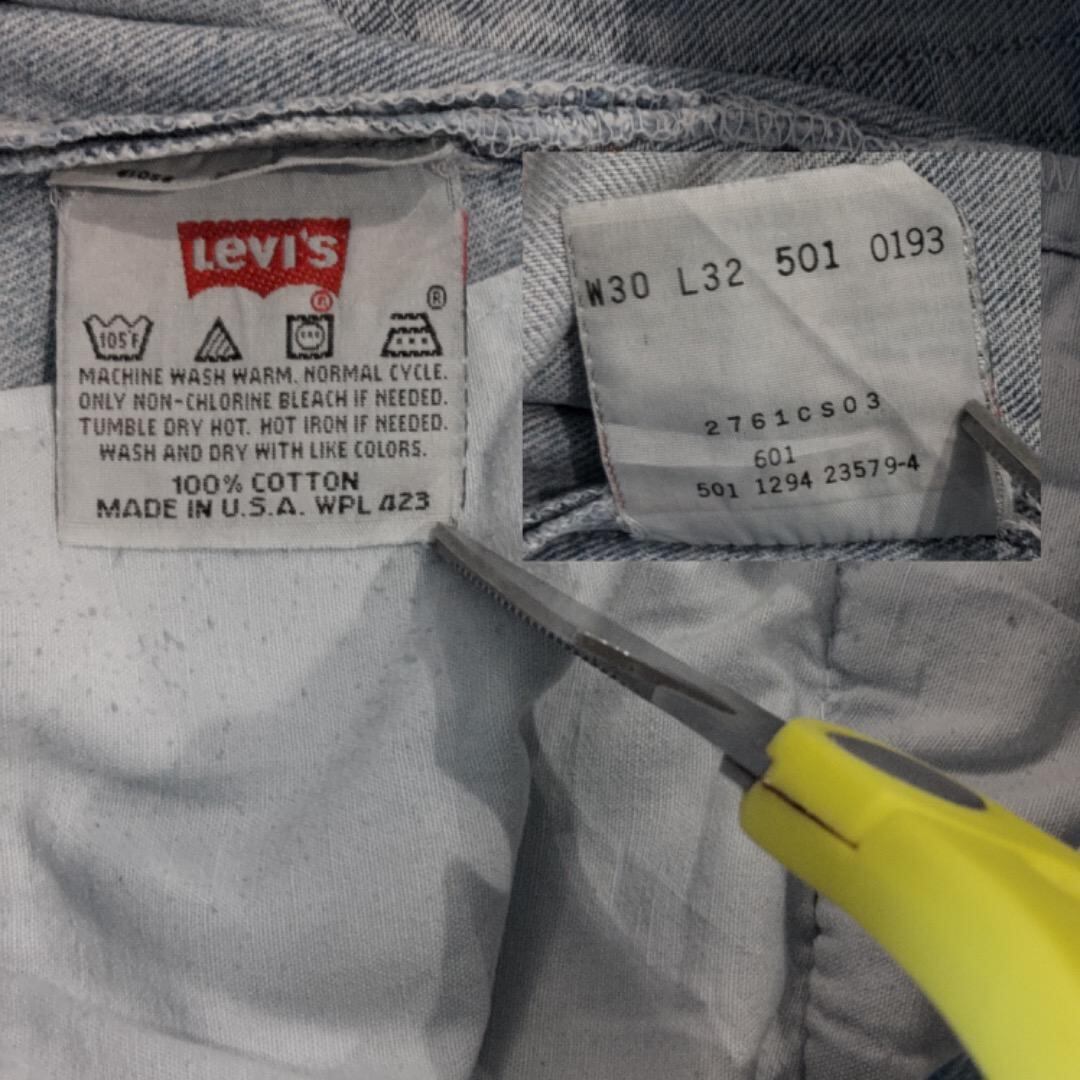 Levi's
®
®
105°F
MACHINE WASH WARM. NORMAL CYCLE.
ONLY NON-CHLORINE BLEACH IF NEEDED.
TUMBLE DRY HOT. HOT IRON IF NEEDED.
WASH AND DRY WITH LIKE COLORS.
100% COTTON
MADE IN U.S.A. WPL 423
W30 L32 501 0193
2761CS03
601
501 1294 23579-4